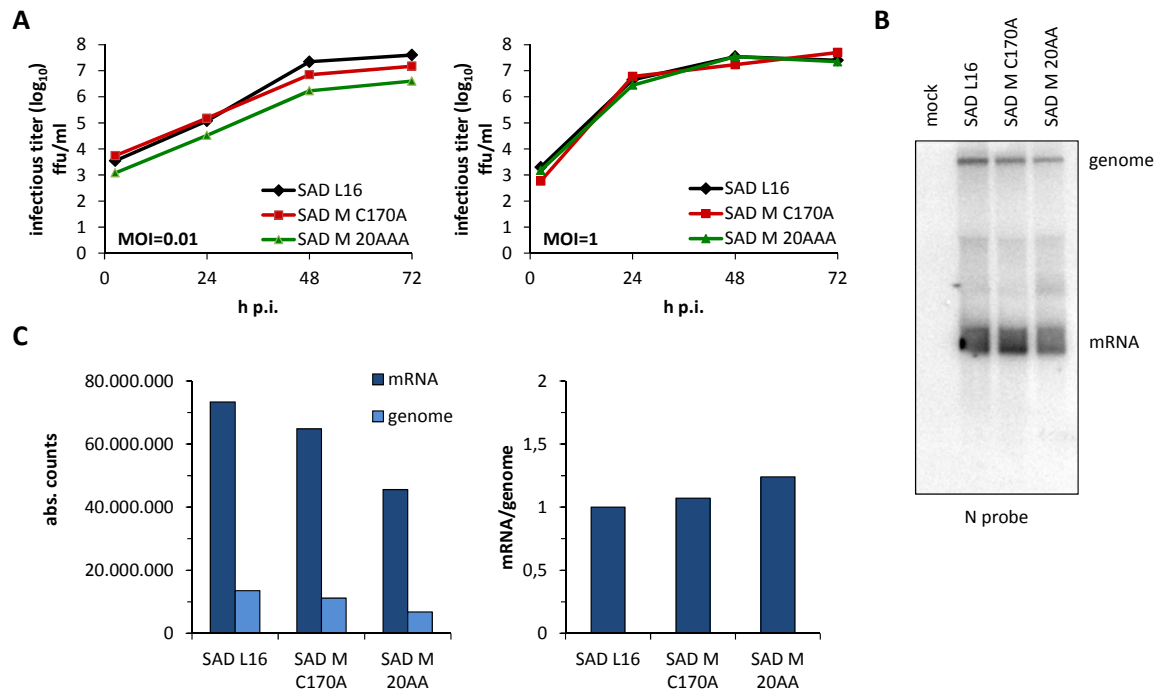 A
infectious titer (log10)
ffu/ml
8
7
6
5
4
3
2
1
0
0
24
48
72
h p.i.
MOI=0.01
SAD L16
SAD M C170A
SAD M 20AAA
infectious titer (log10)
ffu/ml
8
7
6
5
4
3
2
1
0
0
24
48
72
h p.i.
MOI=1
SAD L16
SAD M C170A
SAD M 20AAA
B
mock
SAD L16
SAD M C170A
SAD M 20AA
genome
mRNA
N probe
C
abs. counts
80.000.000
60.000.000
40.000.000
20.000.000
0
mRNA
genome
SAD L16
SAD M
C170A
SAD M
20AA
mRNA/genome
2
1,5
1
0,5
0
SAD L16
SAD M
C170A
SAD M
20AA